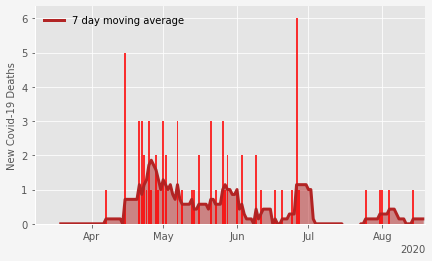 7 day moving average
New Covid-19 Deaths
6
5
4
3
2
1
0
Apr
May
Jun
Jul
Aug
2020